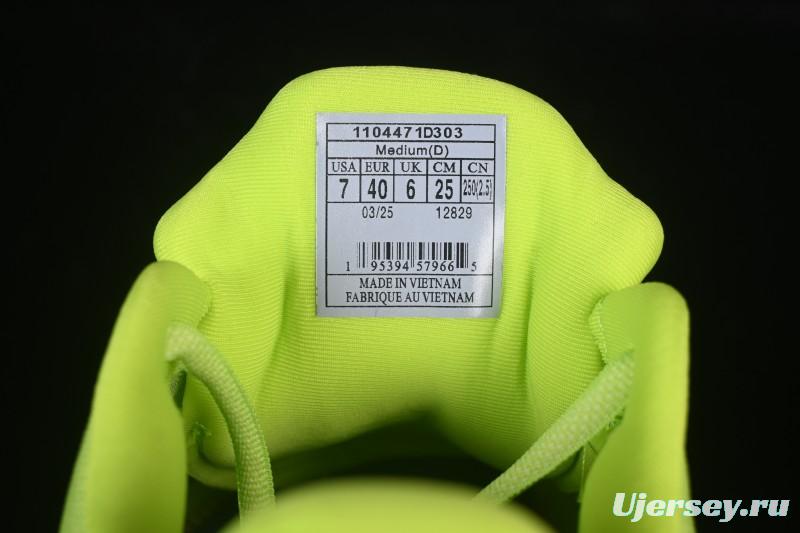 1104471D303
Medium(D)
USA EUR UK CM CN
7 40 6 25 250(2.5)
03/25 12829
1 95394 57966 5
MADE IN VIETNAM
FABRIQUE AU VIETNAM
Ujersey.ru